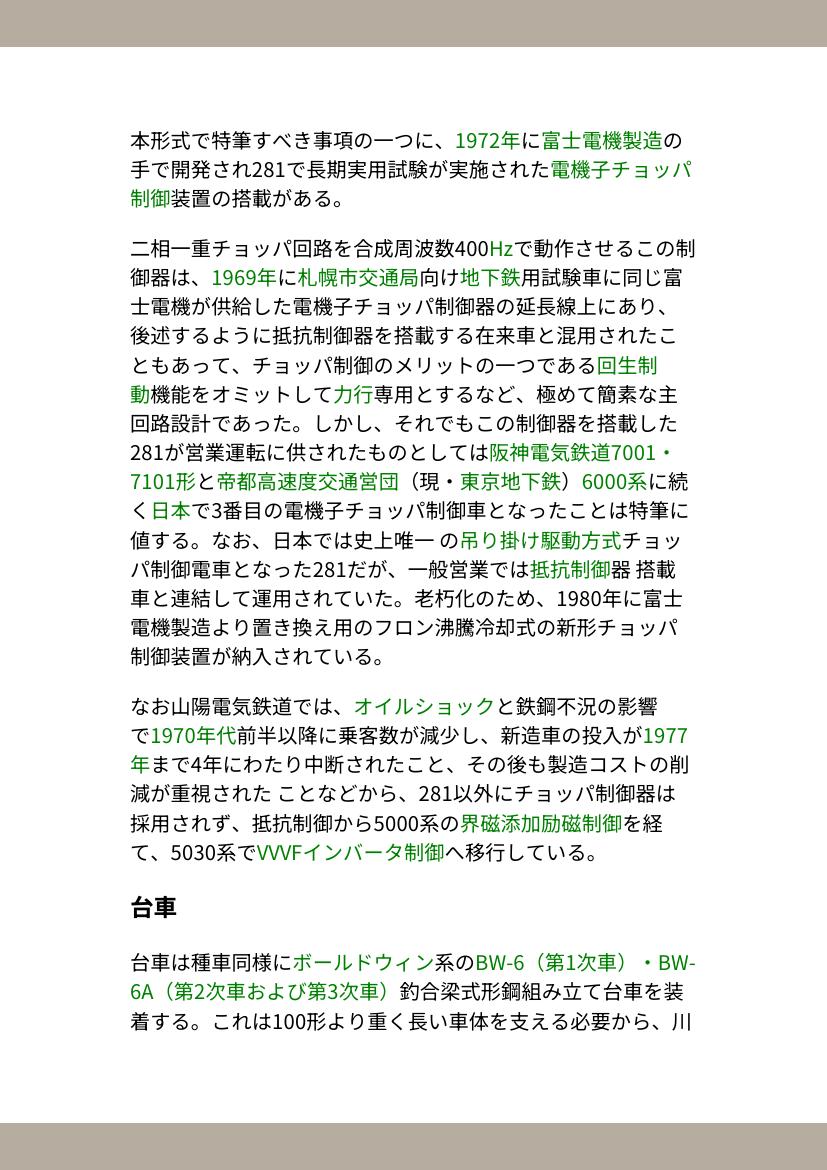 本形式で特筆すべき事項の一つに、1972年に富士電機製造の
手で開発され281で長期実用試験が実施された電機子チョッパ
制御装置の搭載がある。
二相一重チョッパ回路を合成周波数400Hzで動作させるこの制
御器は、1969年に札幌市交通局向け地下鉄用試験車に同じ富
士電機が供給した電機子チョッパ制御器の延長線上にあり、
後述するように抵抗制御器を搭載する在来車と混用されたこ
ともあって、チョッパ制御のメリットの一つである回生制
動機能をオミットして力行専用とするなど、極めて簡素な主
回路設計であった。しかし、それでもこの制御器を搭載した
281が営業運転に供されたものとしては阪神電気鉄道7001・
7101形と帝都高速度交通営団（現・東京地下鉄）6000系に続
く日本で3番目の電機子チョッパ制御車となったことは特筆に
値する。なお、日本では史上唯一 の吊り掛け駆動方式チョッ
パ制御電車となった281だが、一般営業では抵抗制御器 搭載
車と連結して運用されていた。老朽化のため、1980年に富士
電機製造より置き換え用のフロン沸騰冷却式の新形チョッパ
制御装置が納入されている。
なお山陽電気鉄道では、オイルショックと鉄鋼不況の影響
で1970年代前半以降に乗客数が減少し、新造車の投入が1977
年まで4年にわたり中断されたこと、その後も製造コストの削
減が重視された ことなどから、281以外にチョッパ制御器は
採用されず、抵抗制御から5000系の界磁添加励磁制御を経
て、5030系でVVVFインバータ制御へ移行している。
台車
台車は種車同様にボールドウィン系のBW-6（第1次車）・BW-
6A（第2次車および第3次車）釣合梁式形鋼組み立て台車を装
着する。これは100形より重く長い車体を支える必要から、川